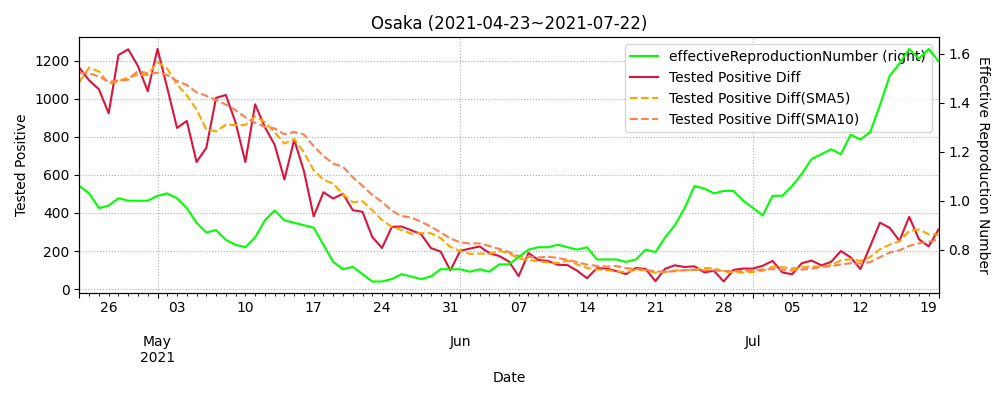 Osaka (2021-04-23~2021-07-22)
effectiveReproductionNumber (right)
Tested Positive Diff
Tested Positive Diff(SMA5)
Tested Positive Diff(SMA10)
Tested Positive
1200
1000
800
600
400
200
0
1.6
1.4
1.2
1.0
0.8
Effective Reproduction Number
26 03 10 17 24 31 07 14 21 28 05 12 19
May Jun Jul
2021
Date